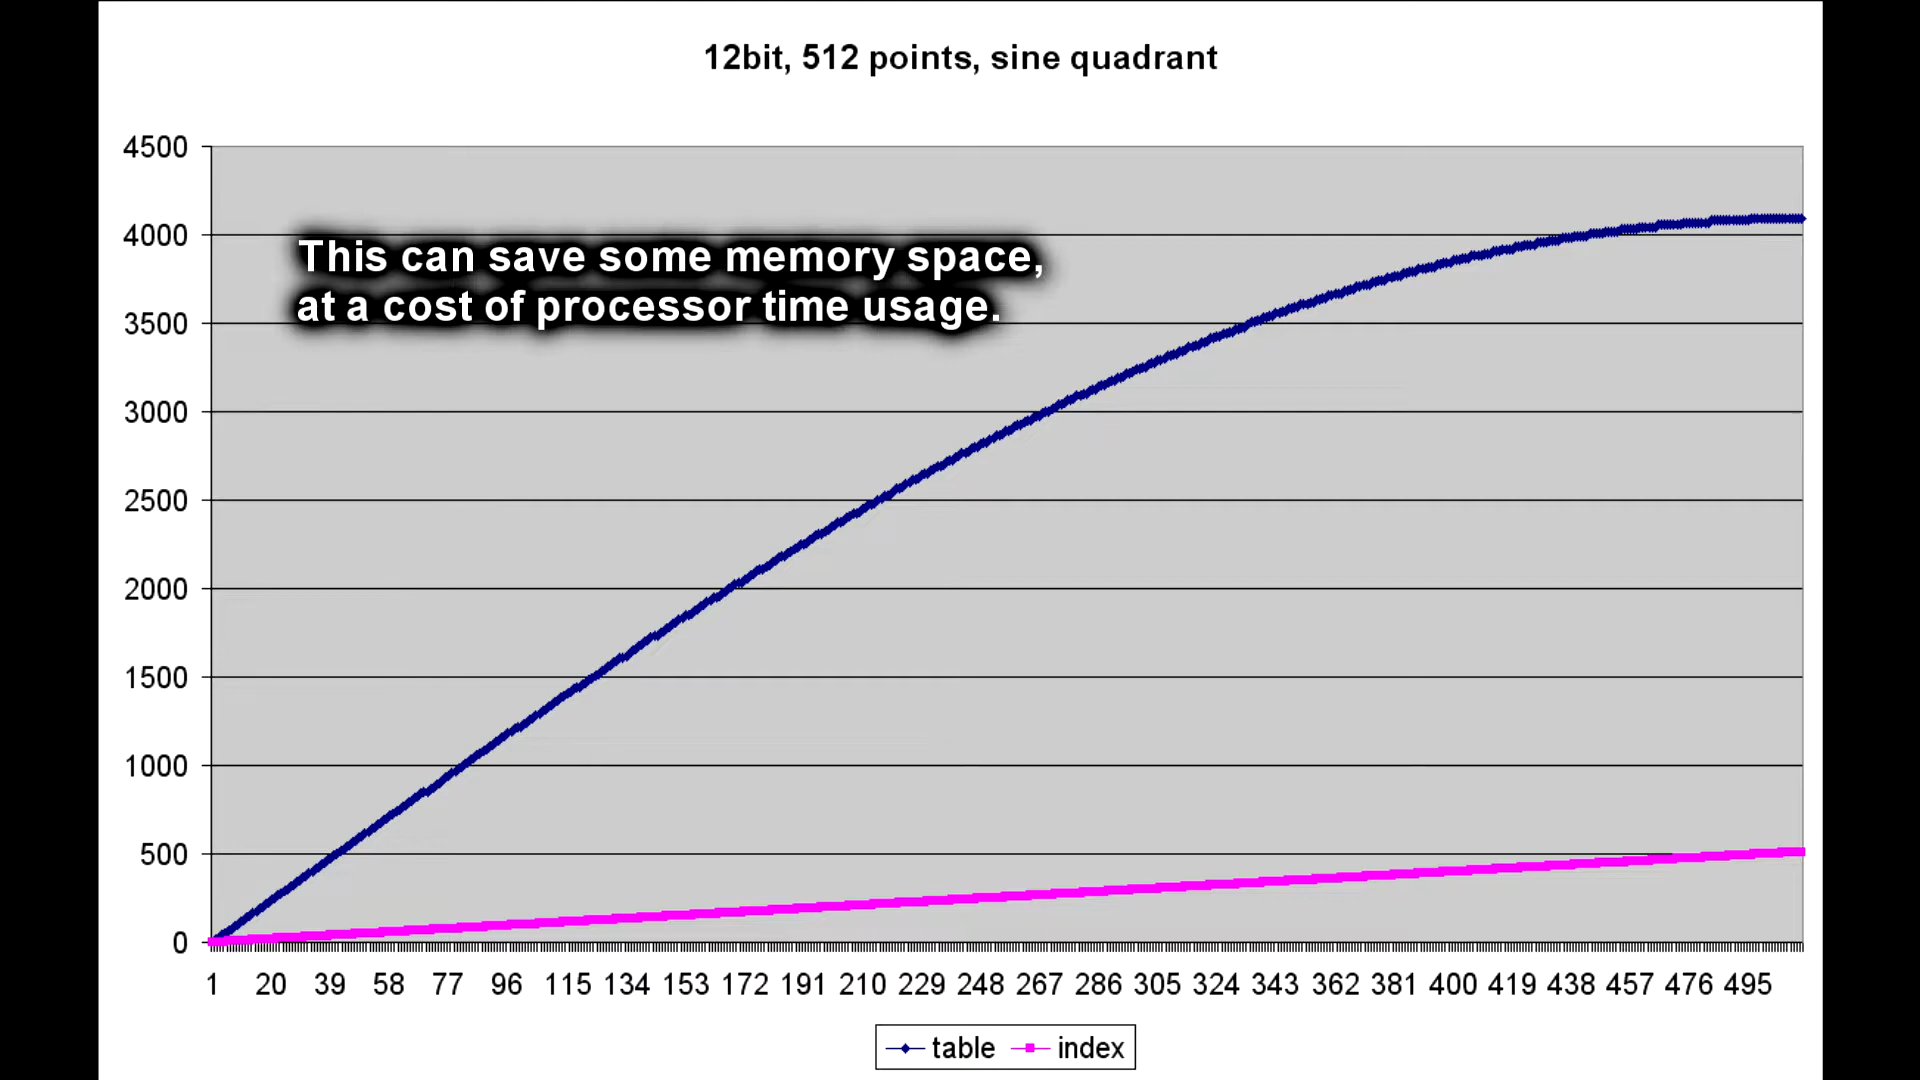 12bit, 512 points, sine quadrant
4500
4000
This can save some memory space,
at a cost of processor time usage.
3500
3000
2500
2000
1500
1000
500
0
1 20 39 58 77 96 115 134 153 172 191 210 229 248 267 286 305 324 343 362 381 400 419 438 457 476 495
table index